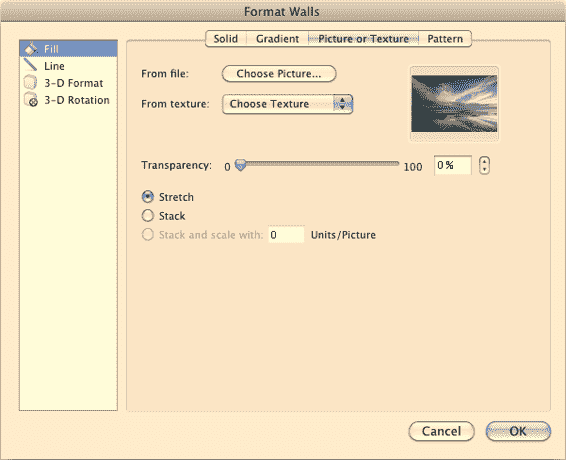 Format Walls
Fill
Line
3-D Format
3-D Rotation
Solid Gradient Picture or Texture Pattern
From file: Choose Picture...
From texture: Choose Texture
Transparency: 0 100 0%
Stretch
Stack
Stack and scale with: 0 Units/Picture
Cancel OK